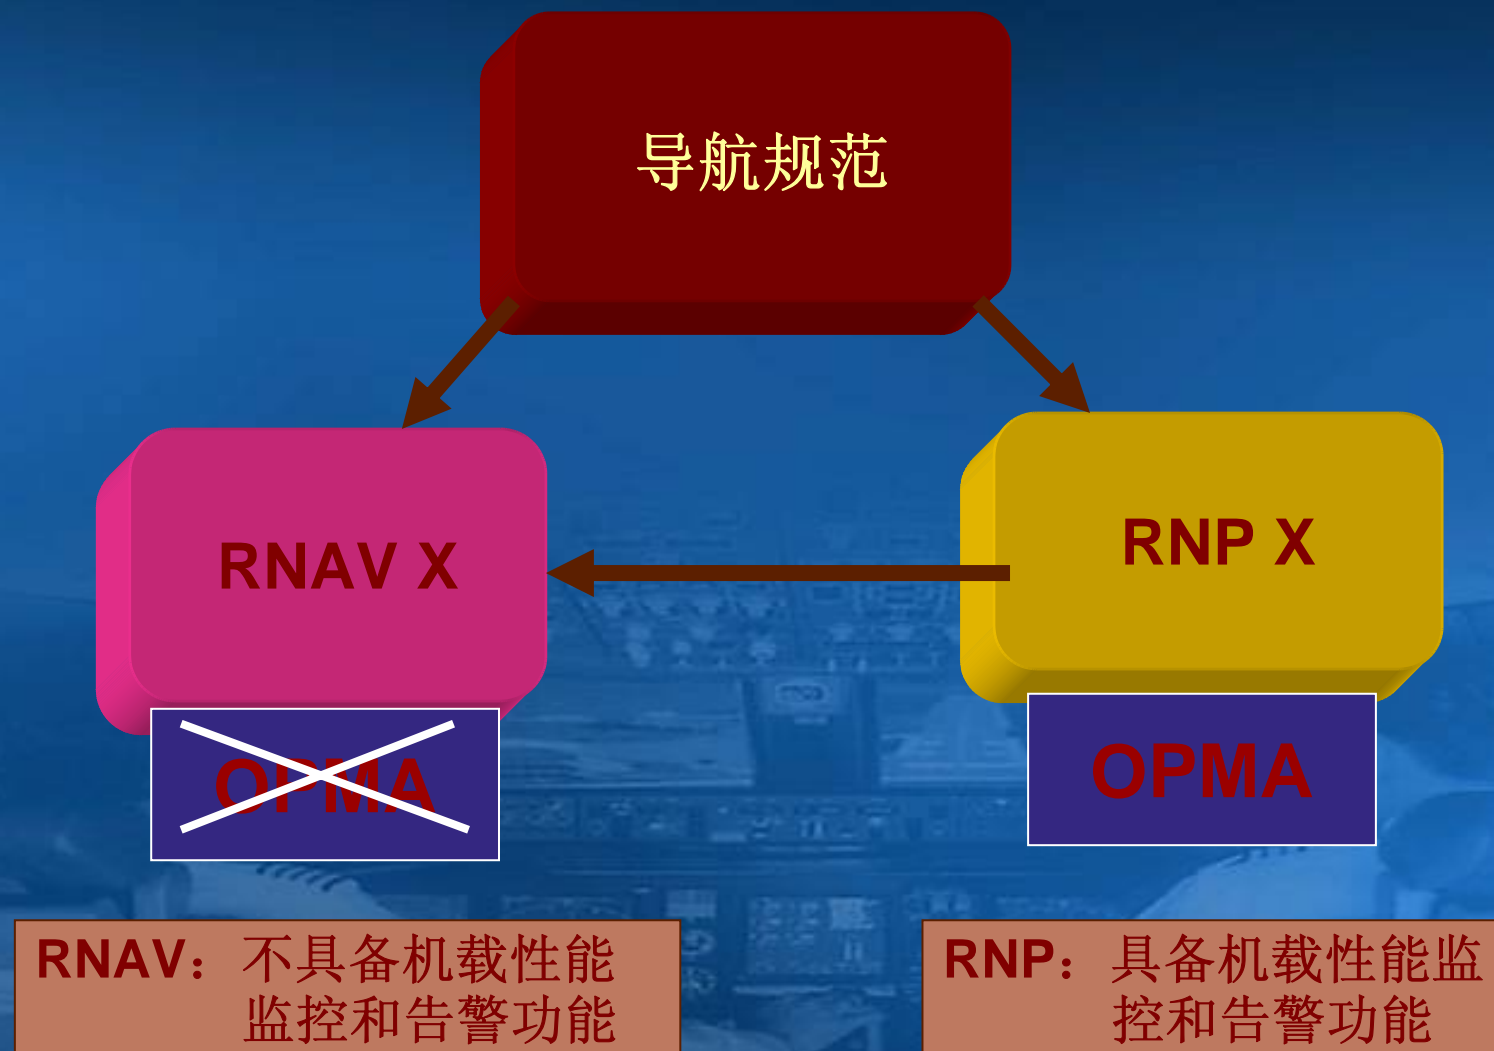 导航规范
RNAV X
RNP X
OPMA
OPMA
RNAV：不具备机载性能
监控和告警功能
RNP：具备机载性能监
控和告警功能